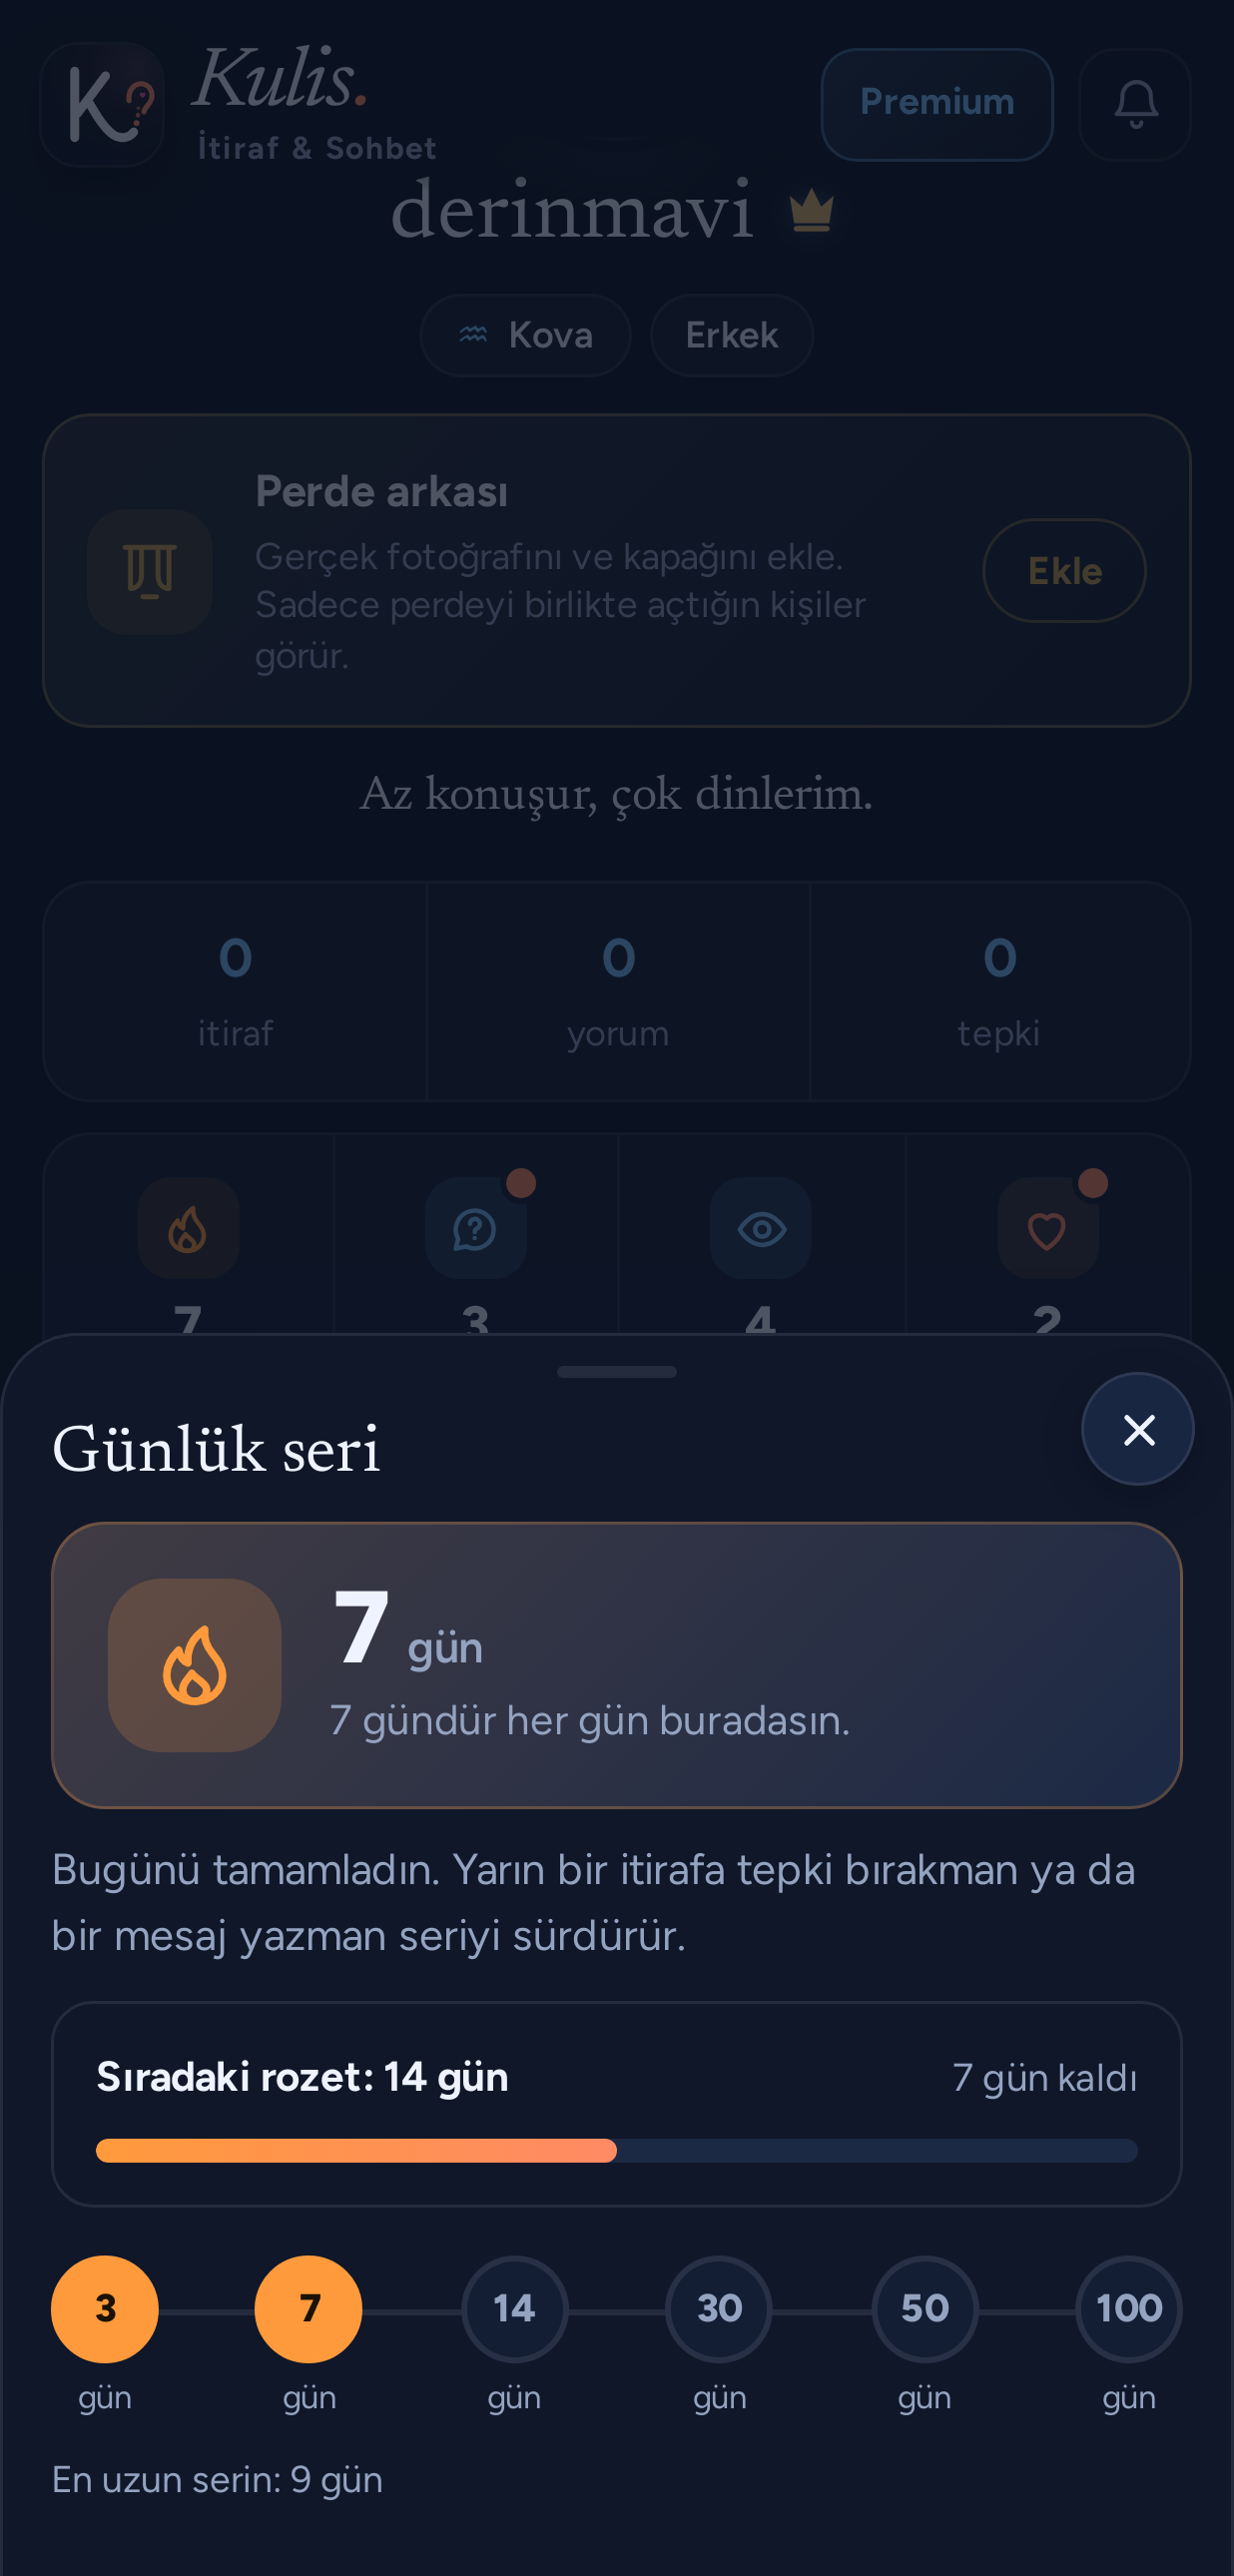 Kulis.
İtiraf & Sohbet
Premium
derinmavi
Kova
Erkek
Perde arkası
Gerçek fotoğrafını ve kapağını ekle.
Sadece perdeyi birlikte açtığın kişiler
görür.
Ekle
Az konuşur, çok dinlerim.
0 0 0
itiraf yorum tepki
7 3 4 2
Günlük seri
7 gün
7 gündür her gün buradasın.
Bugünü tamamladın. Yarın bir itirafa tepki bırakman ya da
bir mesaj yazman seriyi sürdürür.
Sıradaki rozet: 14 gün
7 gün kaldı
3 7 14 30 50 100
gün gün gün gün gün gün
En uzun serin: 9 gün